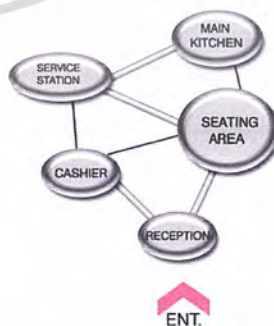 MAIN
KITCHEN
SERVICE
STATION
SEATING
AREA
CASHIER
RECEPTION
ENT.